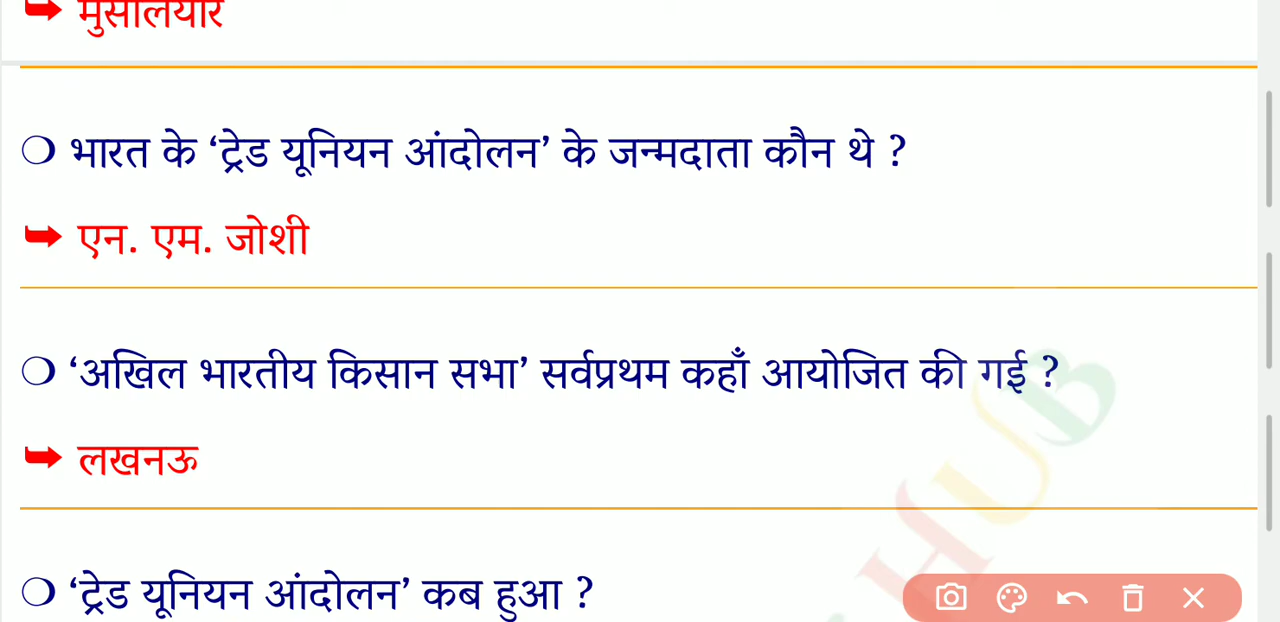 ➥ मुसलियार
❍ भारत के ‘ट्रेड यूनियन आंदोलन’ के जन्मदाता कौन थे ?
➥ एन. एम. जोशी
❍ ‘अखिल भारतीय किसान सभा’ सर्वप्रथम कहाँ आयोजित की गई ?
➥ लखनऊ
❍ ‘ट्रेड यूनियन आंदोलन’ कब हुआ ?
HUB